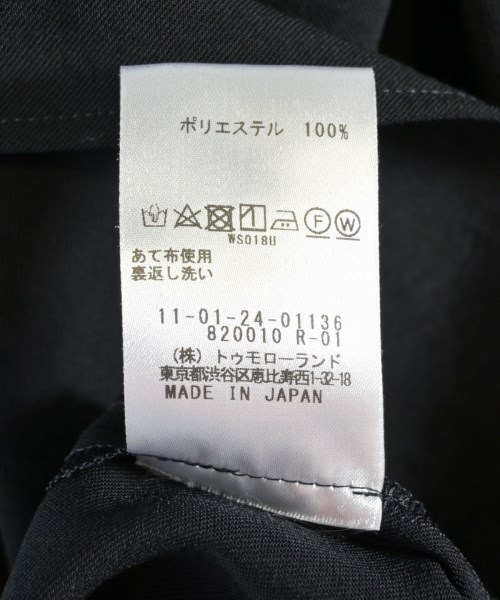 ポリエステル 100%
F W
WS018U
あて布使用
裏返し洗い
11-01-24-01136
820010 R-01
(株) トゥモローランド
東京都渋谷区恵比寿西1-32-18
MADE IN JAPAN